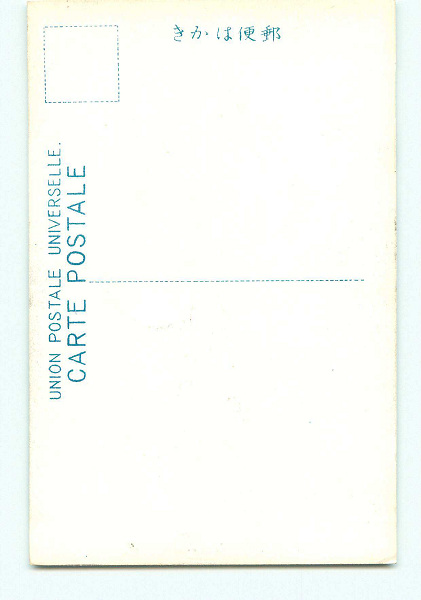 郵便はかき
UNION POSTALE UNIVERSELLE.
CARTE POSTALE